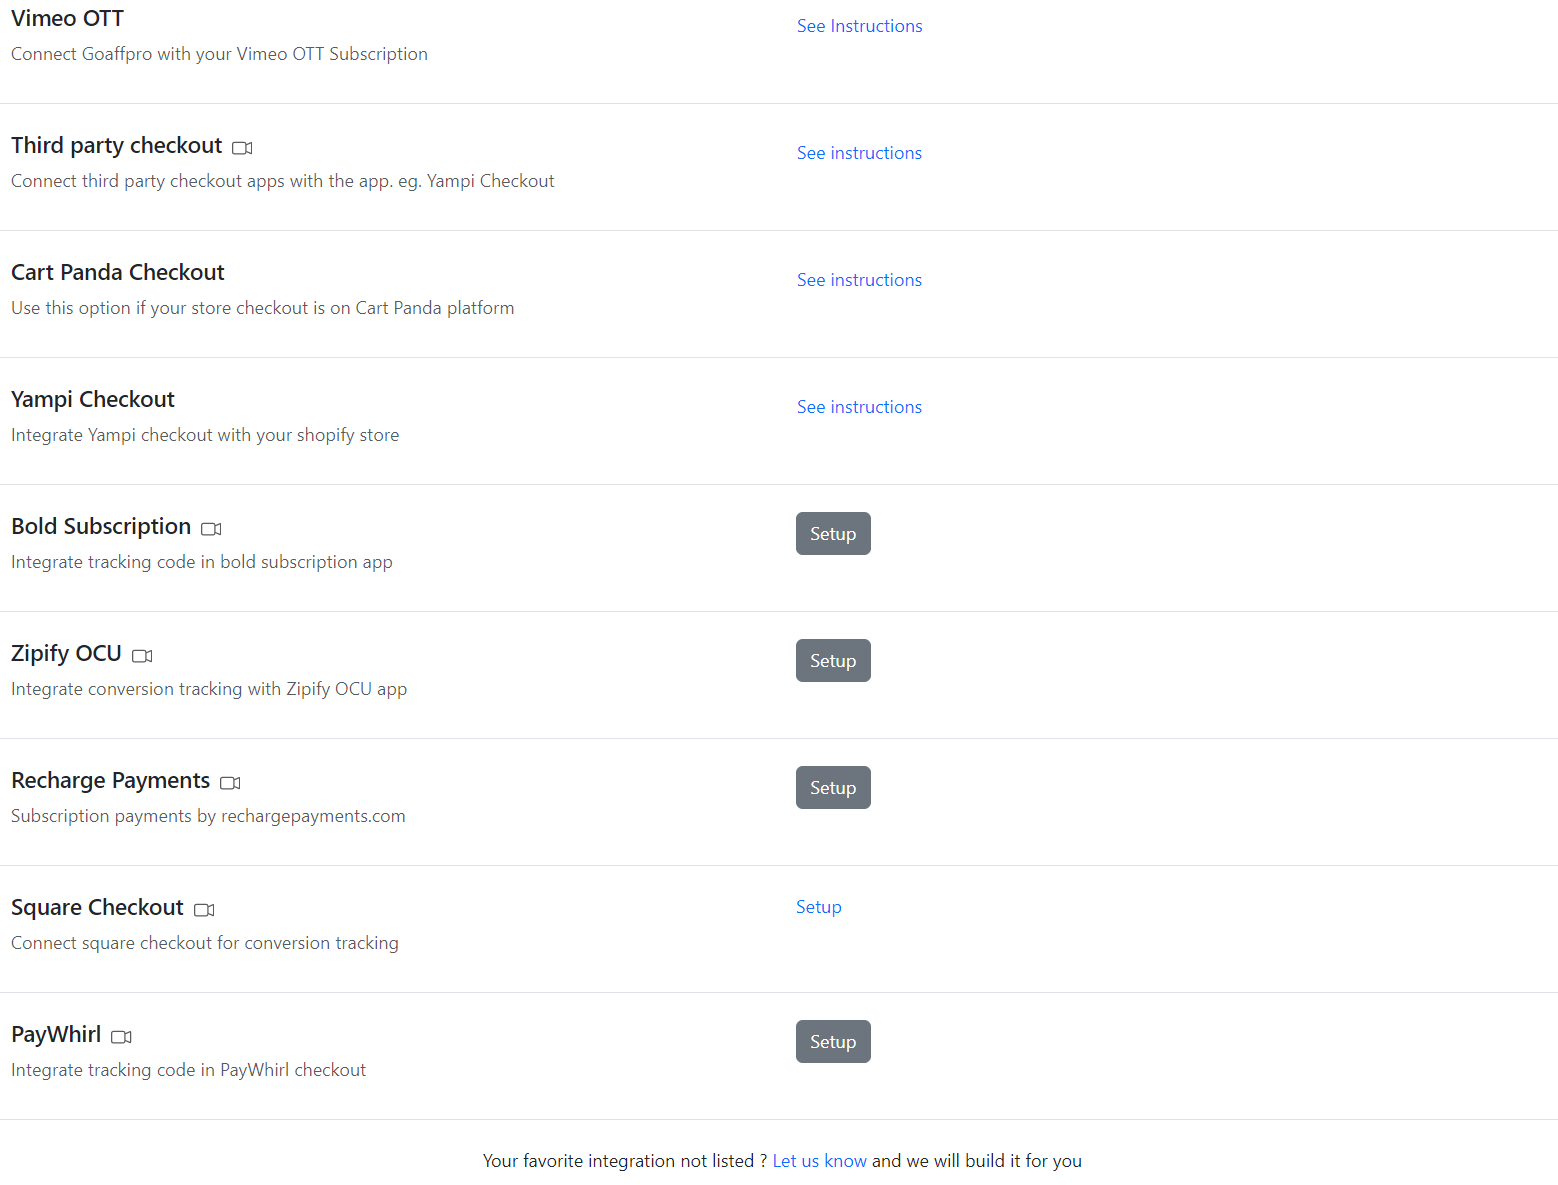 Vimeo OTT
See Instructions
Connect Goaffpro with your Vimeo OTT Subscription
Third party checkout
See instructions
Connect third party checkout apps with the app. eg. Yampi Checkout
Cart Panda Checkout
See instructions
Use this option if your store checkout is on Cart Panda platform
Yampi Checkout
See instructions
Integrate Yampi checkout with your shopify store
Bold Subscription
Setup
Integrate tracking code in bold subscription app
Zipify OCU
Setup
Integrate conversion tracking with Zipify OCU app
Recharge Payments
Setup
Subscription payments by rechargepayments.com
Square Checkout
Setup
Connect square checkout for conversion tracking
PayWhirl
Setup
Integrate tracking code in PayWhirl checkout
Your favorite integration not listed ? Let us know and we will build it for you